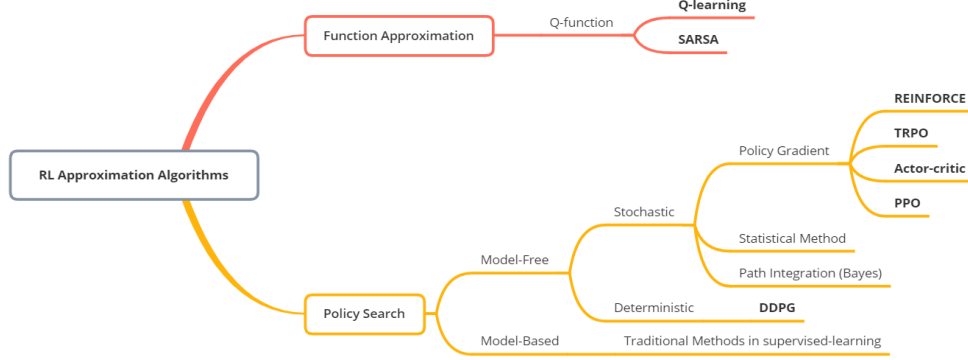 Q-learning
Q-function
Function Approximation
SARSA
REINFORCE
TRPO
Policy Gradient
RL Approximation Algorithms
Actor-critic
PPO
Stochastic
Statistical Method
Model-Free
Path Integration (Bayes)
Policy Search
Deterministic
DDPG
Model-Based
Traditional Methods in supervised-learning